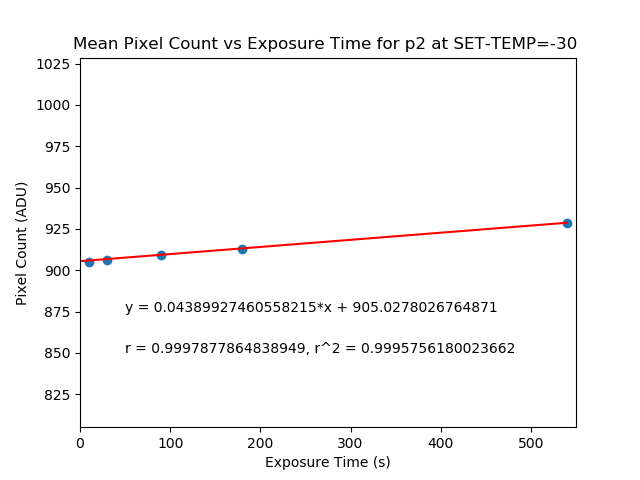 Mean Pixel Count vs Exposure Time for p2 at SET-TEMP=-30
1025
1000
975
950
925
900
875
850
825
Pixel Count (ADU)
y = 0.04389927460558215*x + 905.0278026764871
r = 0.9997877864838949, r^2 = 0.9995756180023662
0 100 200 300 400 500
Exposure Time (s)